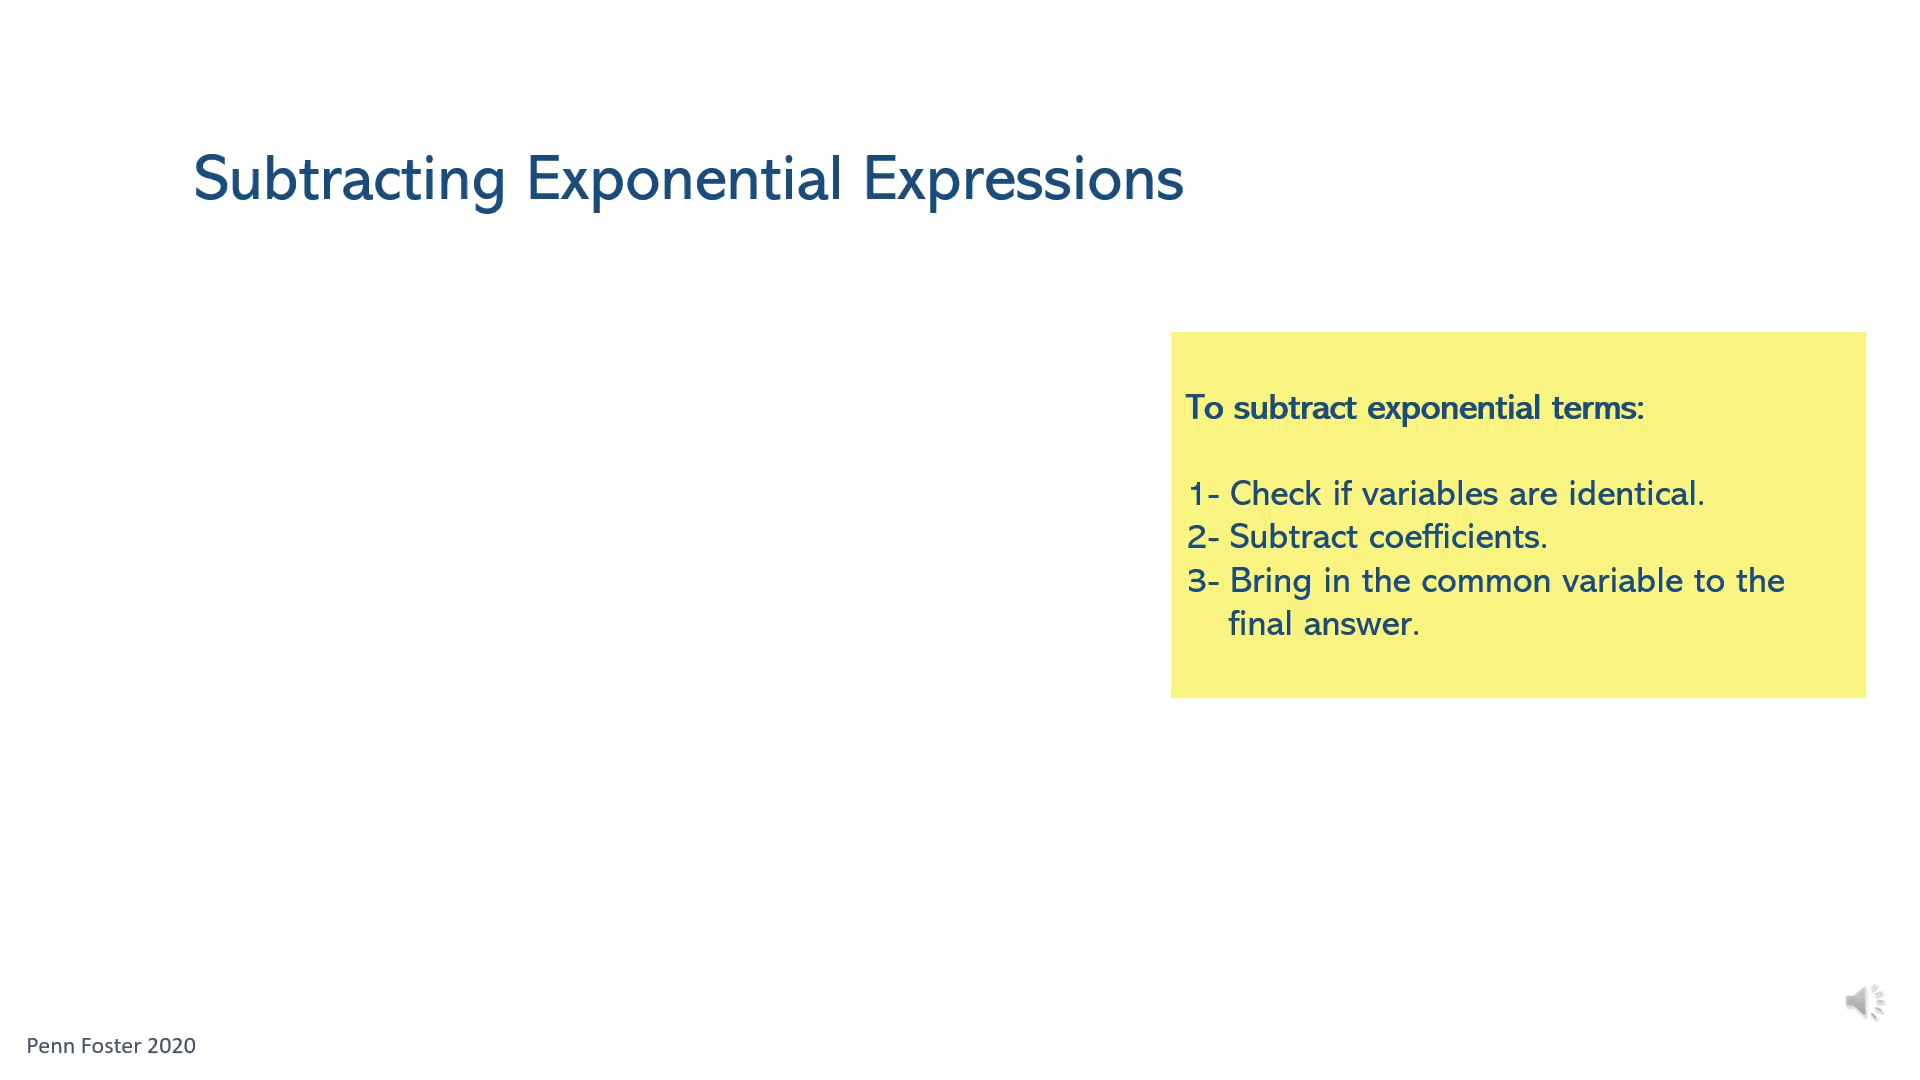 Subtracting Exponential Expressions
To subtract exponential terms:
1- Check if variables are identical.
2- Subtract coefficients.
3- Bring in the common variable to the
final answer.
Penn Foster 2020